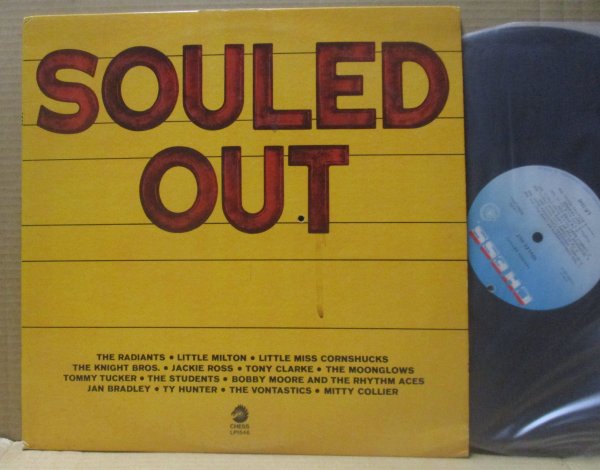 SOULED
OUT
THE RADIANTS • LITTLE MILTON • LITTLE MISS CORNSHUCKS
THE KNIGHT BROS. • JACKIE ROSS • TONY CLARKE • THE MOONGLOWS
TOMMY TUCKER • THE STUDENTS • BOBBY MOORE AND THE RHYTHM ACES
JAN BRADLEY • TY HUNTER • THE VONTASTICS • MITTY COLLIER
CHESS
LP1546
CHESS